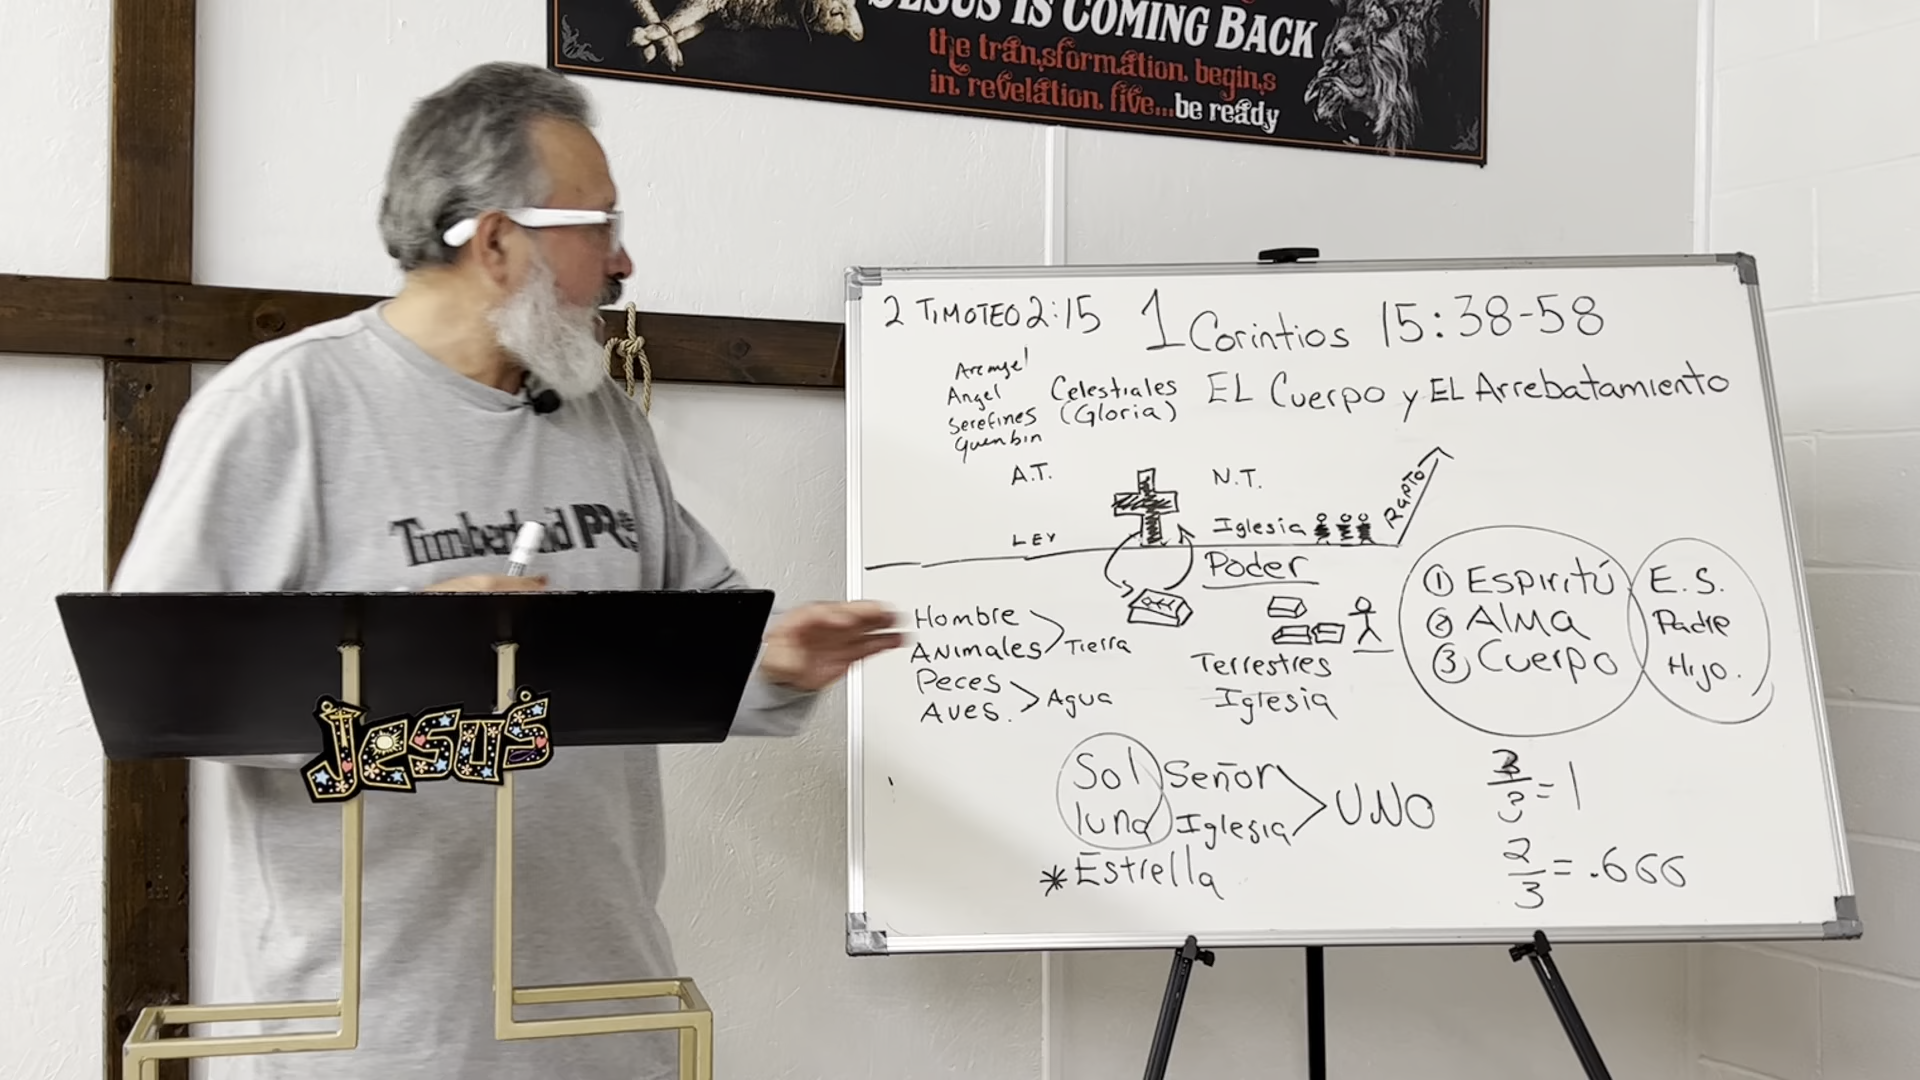 JESUS IS COMING BACK
the transformation begins
in revelation five...be ready
2 TIMOTEO 2:15
1 Corintios 15:38-58
Arcangel
Angel
Serefines
Querubin
Celestiales
(Gloria)
EL Cuerpo y EL Arrebatamiento
A.T.
N.T.
LEY
Iglesia
Rapto
Poder
Hombre
ANimales
Tierra
Peces
Aves.
Agua
Terrestres
Iglesia
① Espiritú
② Alma
③ Cuerpo
E.S.
Padre
Hijo.
Sol Señor
luna Iglesia
UNO
* Estrella
3/3 = 1
2/3 = .666
Timberland PRO
JESUS